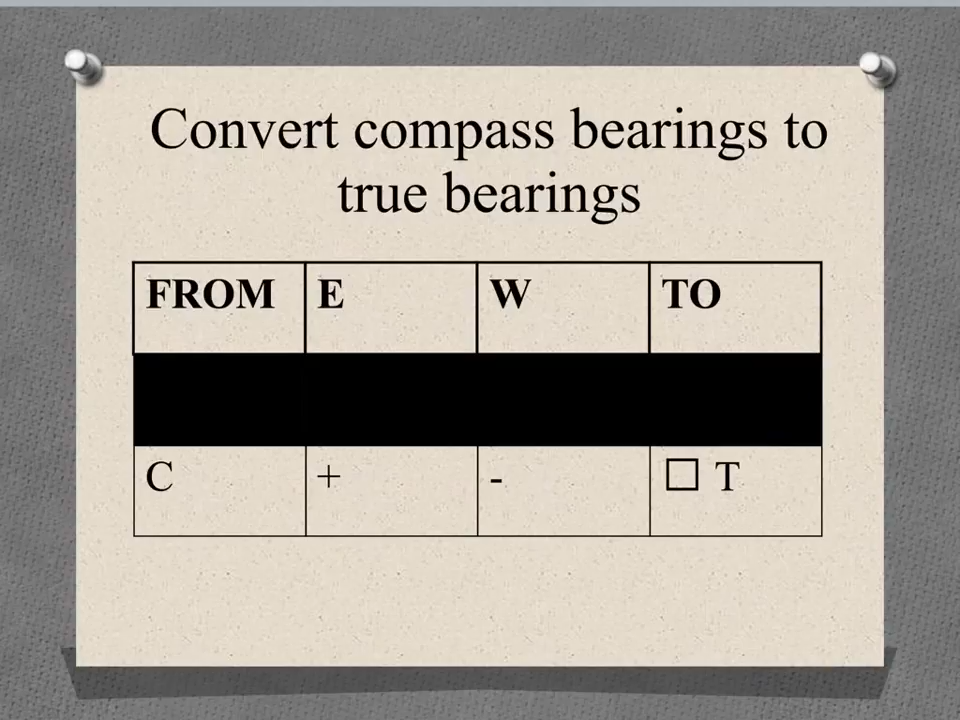 Convert compass bearings to
true bearings
FROM E W TO
C + - □ T